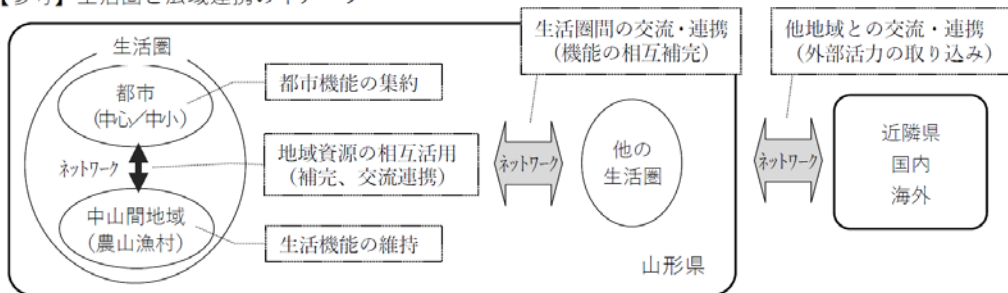 【参考】生活圏と広域連携のイメージ
生活圏
都市
(中心/中小)
ネットワーク
中山間地域
(農山漁村)
都市機能の集約
地域資源の相互活用
(補完、交流連携)
生活機能の維持
生活圏間の交流・連携
(機能の相互補完)
ネットワーク
他の
生活圏
山形県
他地域との交流・連携
(外部活力の取り込み)
ネットワーク
近隣県
国内
海外